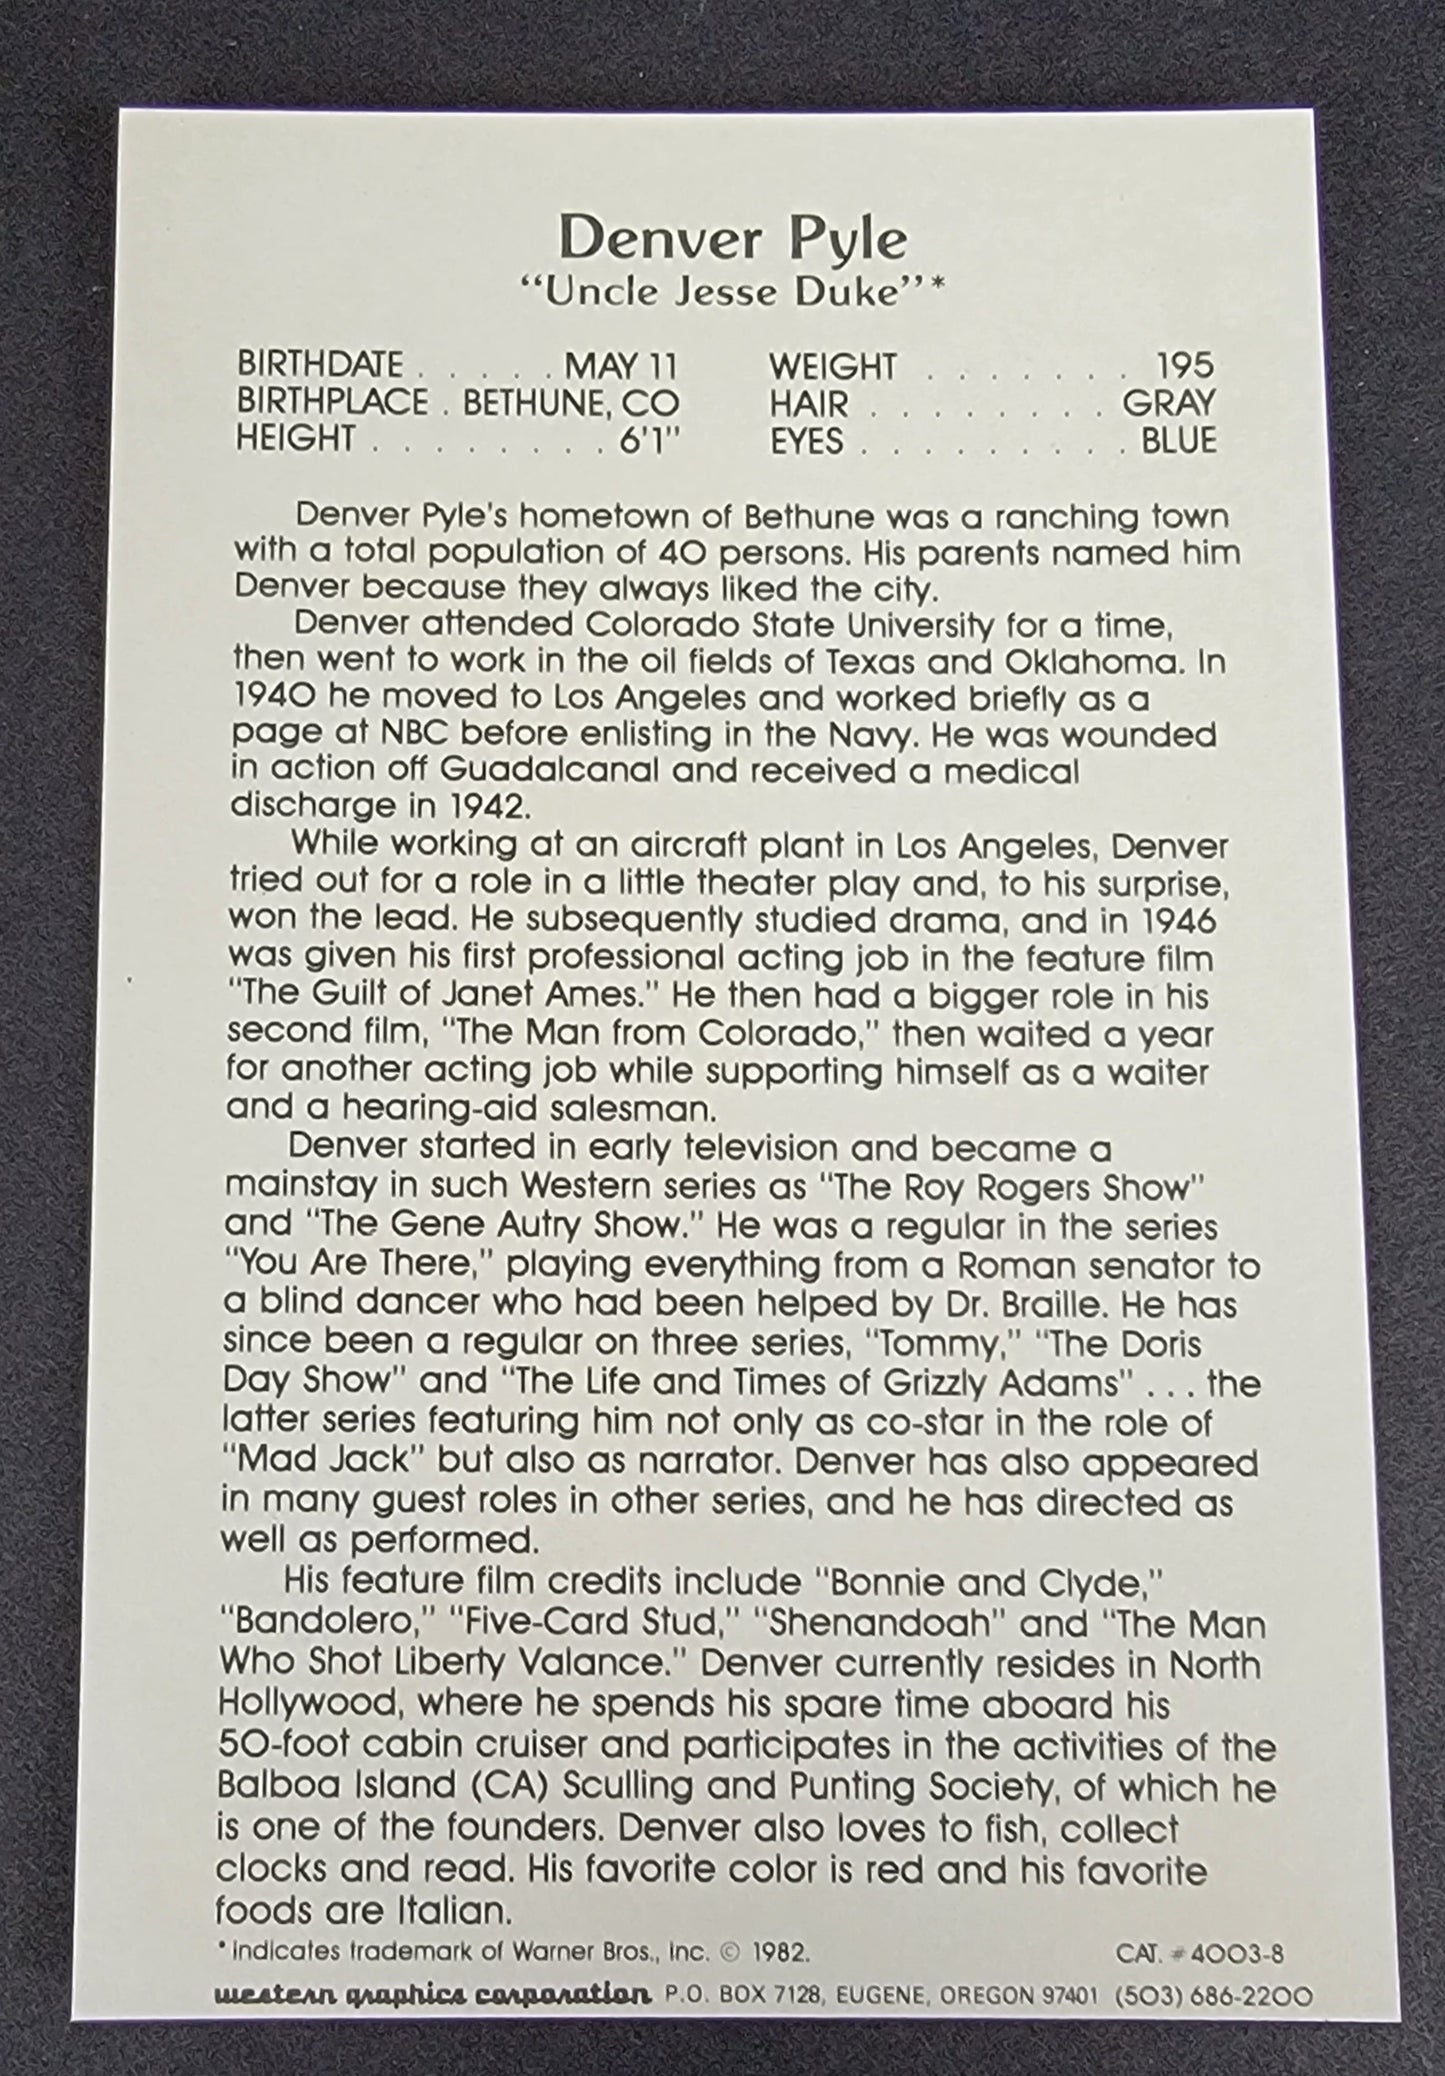 Denver Pyle
"Uncle Jesse Duke"*
BIRTHDATE . . . . . MAY 11 WEIGHT . . . . . . . 195
BIRTHPLACE . BETHUNE, CO HAIR . . . . . . . . . GRAY
HEIGHT . . . . . . . . 6'1" EYES . . . . . . . . . . BLUE
Denver Pyle's hometown of Bethune was a ranching town
with a total population of 40 persons. His parents named him
Denver because they always liked the city.
Denver attended Colorado State University for a time,
then went to work in the oil fields of Texas and Oklahoma. In
1940 he moved to Los Angeles and worked briefly as a
page at NBC before enlisting in the Navy. He was wounded
in action off Guadalcanal and received a medical
discharge in 1942.
While working at an aircraft plant in Los Angeles, Denver
tried out for a role in a little theater play and, to his surprise,
won the lead. He subsequently studied drama, and in 1946
was given his first professional acting job in the feature film
"The Guilt of Janet Ames." He then had a bigger role in his
second film, "The Man from Colorado," then waited a year
for another acting job while supporting himself as a waiter
and a hearing-aid salesman.
Denver started in early television and became a
mainstay in such Western series as "The Roy Rogers Show"
and "The Gene Autry Show." He was a regular in the series
"You Are There," playing everything from a Roman senator to
a blind dancer who had been helped by Dr. Braille. He has
since been a regular on three series, "Tommy," "The Doris
Day Show" and "The Life and Times of Grizzly Adams" . . . the
latter series featuring him not only as co-star in the role of
"Mad Jack" but also as narrator. Denver has also appeared
in many guest roles in other series, and he has directed as
well as performed.
His feature film credits include "Bonnie and Clyde,"
"Bandolero," "Five-Card Stud," "Shenandoah" and "The Man
Who Shot Liberty Valance." Denver currently resides in North
Hollywood, where he spends his spare time aboard his
50-foot cabin cruiser and participates in the activities of the
Balboa Island (CA) Sculling and Punting Society, of which he
is one of the founders. Denver also loves to fish, collect
clocks and read. His favorite color is red and his favorite
foods are Italian.
*indicates trademark of Warner Bros., Inc. © 1982. CAT. #4003-8
western graphics corporation P.O. BOX 7128, EUGENE, OREGON 97401 (503) 686-2200